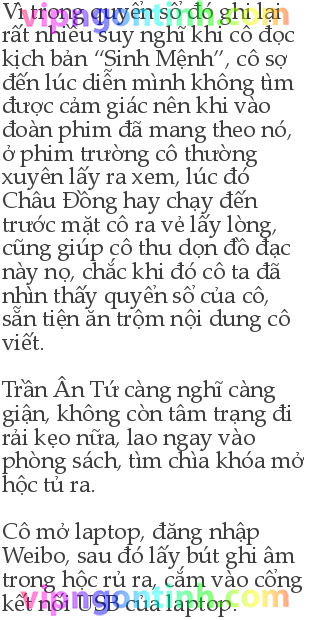 Vì trong quyển sổ đó ghi lại
rất nhiều suy nghĩ khi cô đọc
kịch bản “Sinh Mệnh”, cô sợ
đến lúc diễn mình không tìm
được cảm giác nên khi vào
đoàn phim đã mang theo nó,
ở phim trường cô thường
xuyên lấy ra xem, lúc đó
Châu Đồng hay chạy đến
trước mặt cô ra vẻ lấy lòng,
cũng giúp cô thu dọn đồ đạc
này nọ, chắc khi đó cô ta đã
nhìn thấy quyển sổ của cô,
sẵn tiện ăn trộm nội dung cô
viết.
Trần Ân Tứ càng nghĩ càng
giận, không còn tâm trạng đi
rải kẹo nữa, lao ngay vào
phòng sách, tìm chìa khóa mở
hộc tủ ra.
Cô mở laptop, đăng nhập
Weibo, sau đó lấy bút ghi âm
trong hộc rủ ra, cắm vào cổng
kết nối USB của laptop.
vipngontinh.com
vipngontinh.com